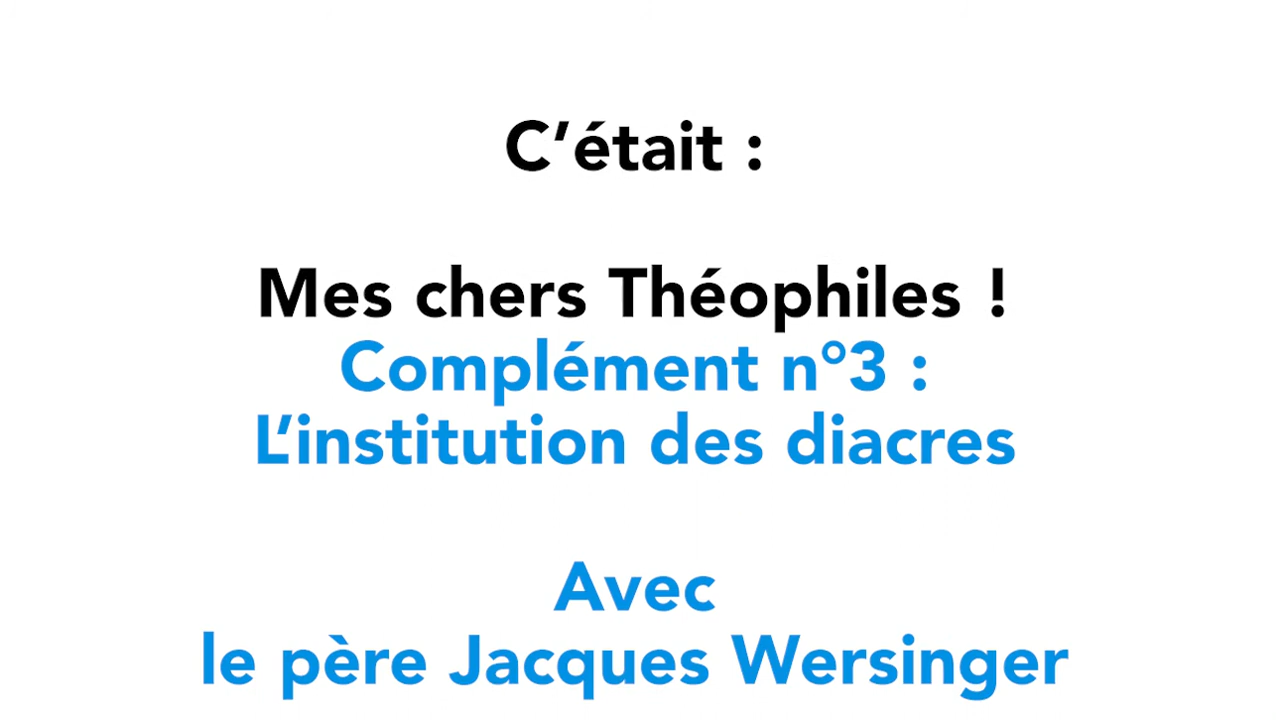 C’était :
Mes chers Théophiles !
Complément n°3 :
L’institution des diacres
Avec
le père Jacques Wersinger